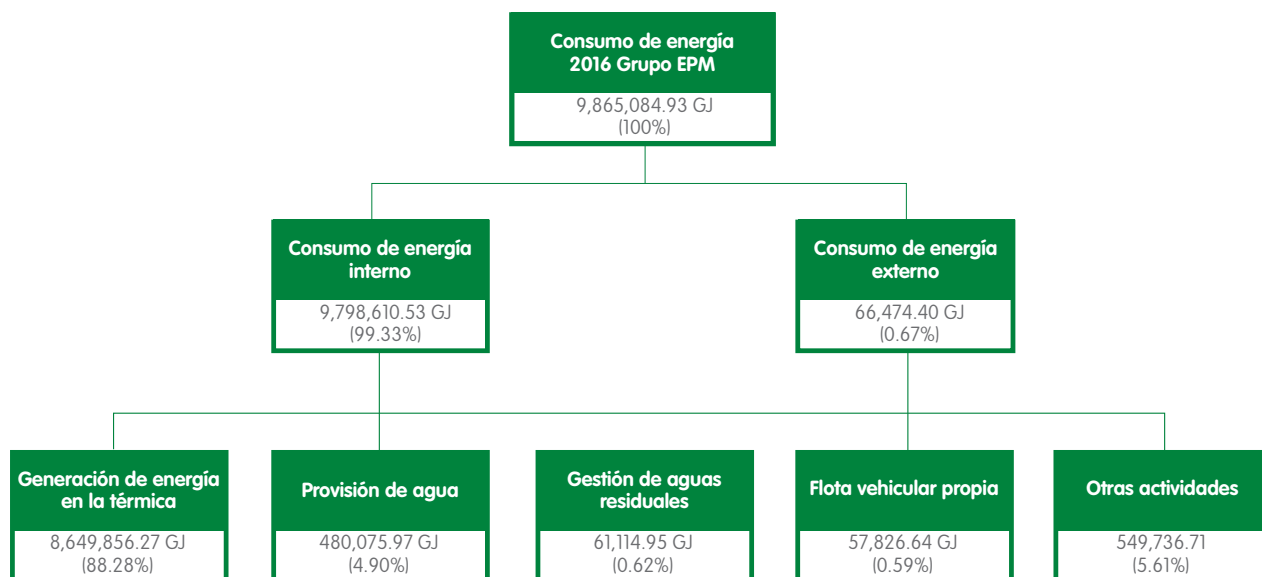 Consumo de energía
2016 Grupo EPM
9,865,084.93 GJ
(100%)
Consumo de energía
interno
9,798,610.53 GJ
(99.33%)
Consumo de energía
externo
66,474.40 GJ
(0.67%)
Generación de energía
en la térmica
8,649,856.27 GJ
(88.28%)
Provisión de agua
480,075.97 GJ
(4.90%)
Gestión de aguas
residuales
61,114.95 GJ
(0.62%)
Flota vehicular propia
57,826.64 GJ
(0.59%)
Otras actividades
549,736.71
(5.61%)